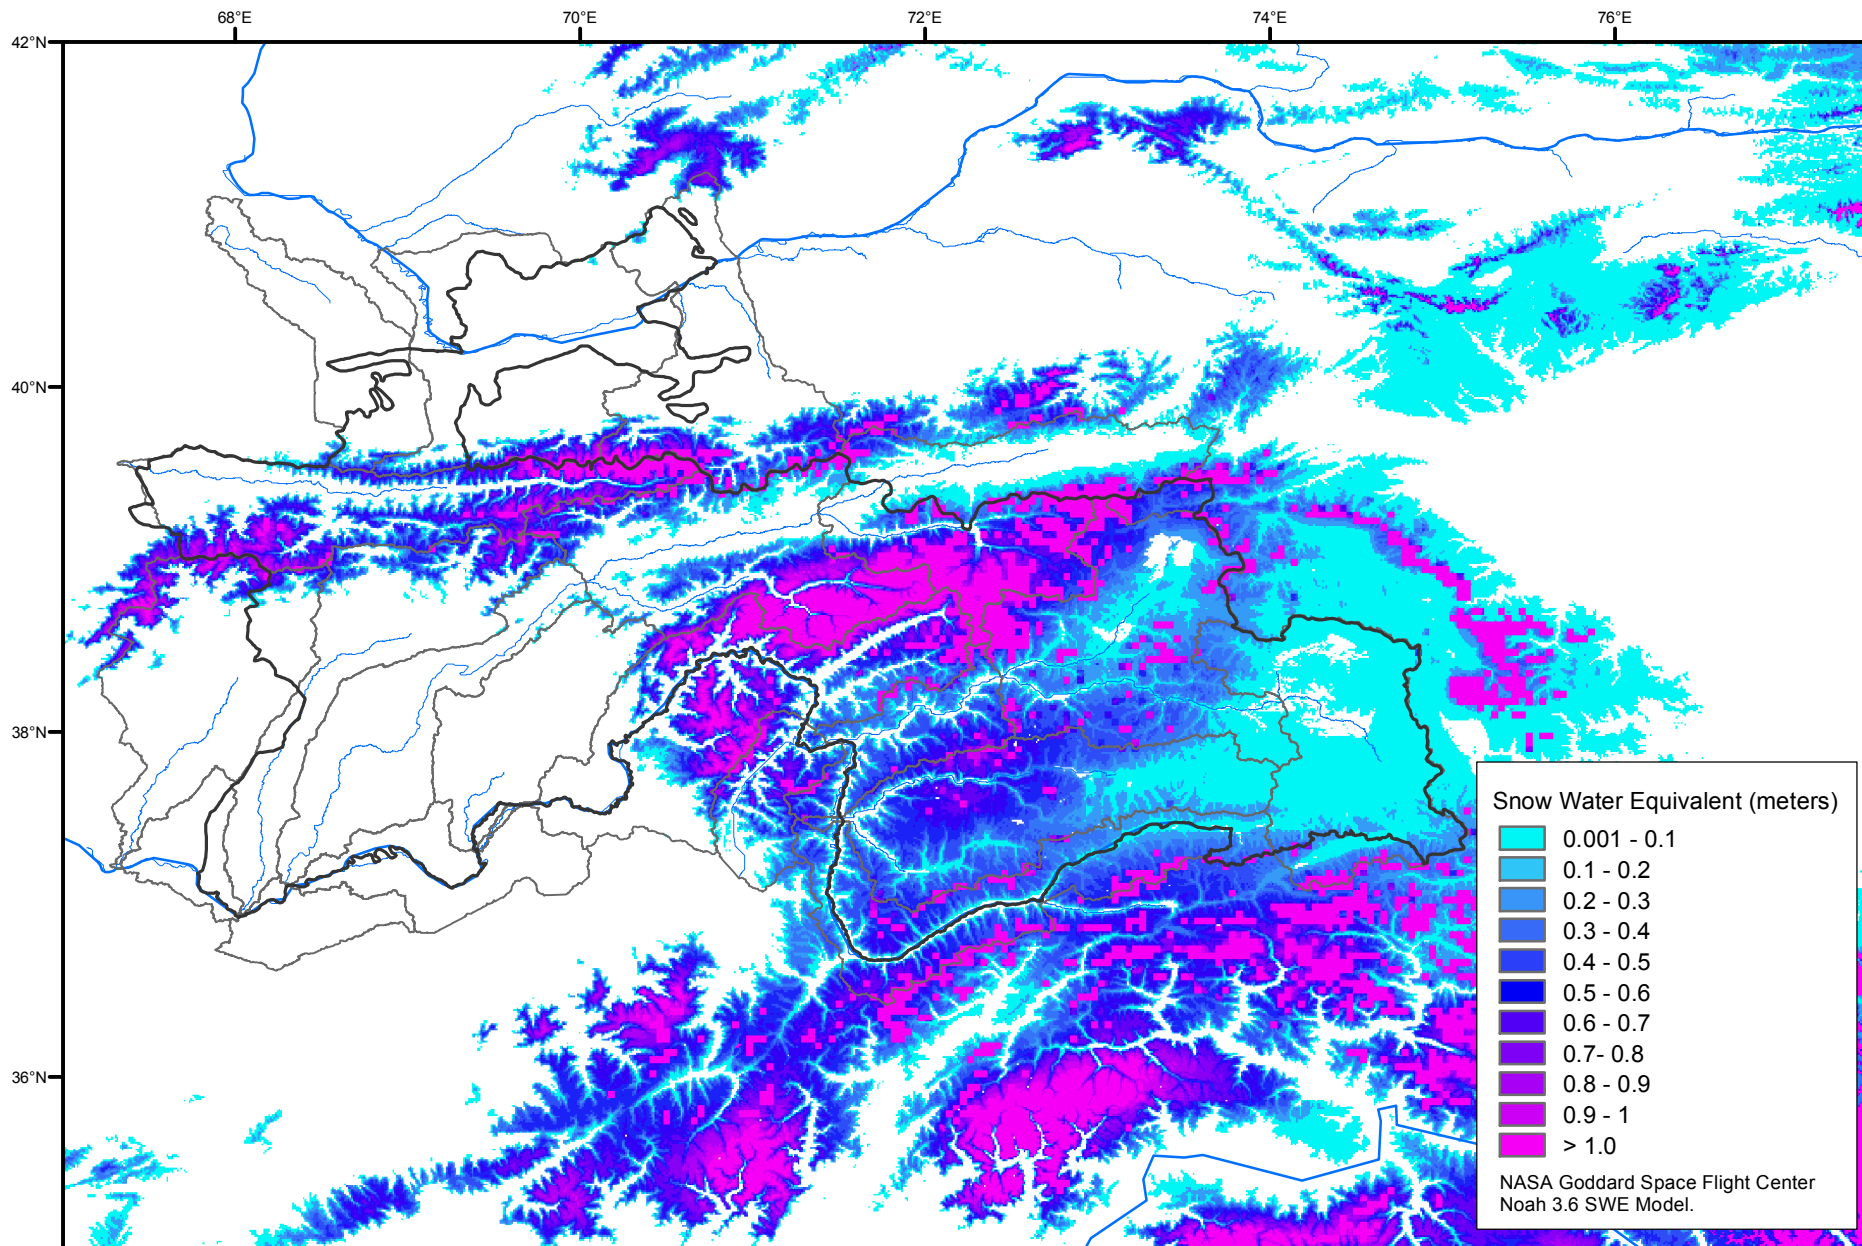 68°E
70°E
72°E
74°E
76°E
42°N
40°N
38°N
36°N
Snow Water Equivalent (meters)
0.001 - 0.1
0.1 - 0.2
0.2 - 0.3
0.3 - 0.4
0.4 - 0.5
0.5 - 0.6
0.6 - 0.7
0.7- 0.8
0.8 - 0.9
0.9 - 1
> 1.0
NASA Goddard Space Flight Center
Noah 3.6 SWE Model.